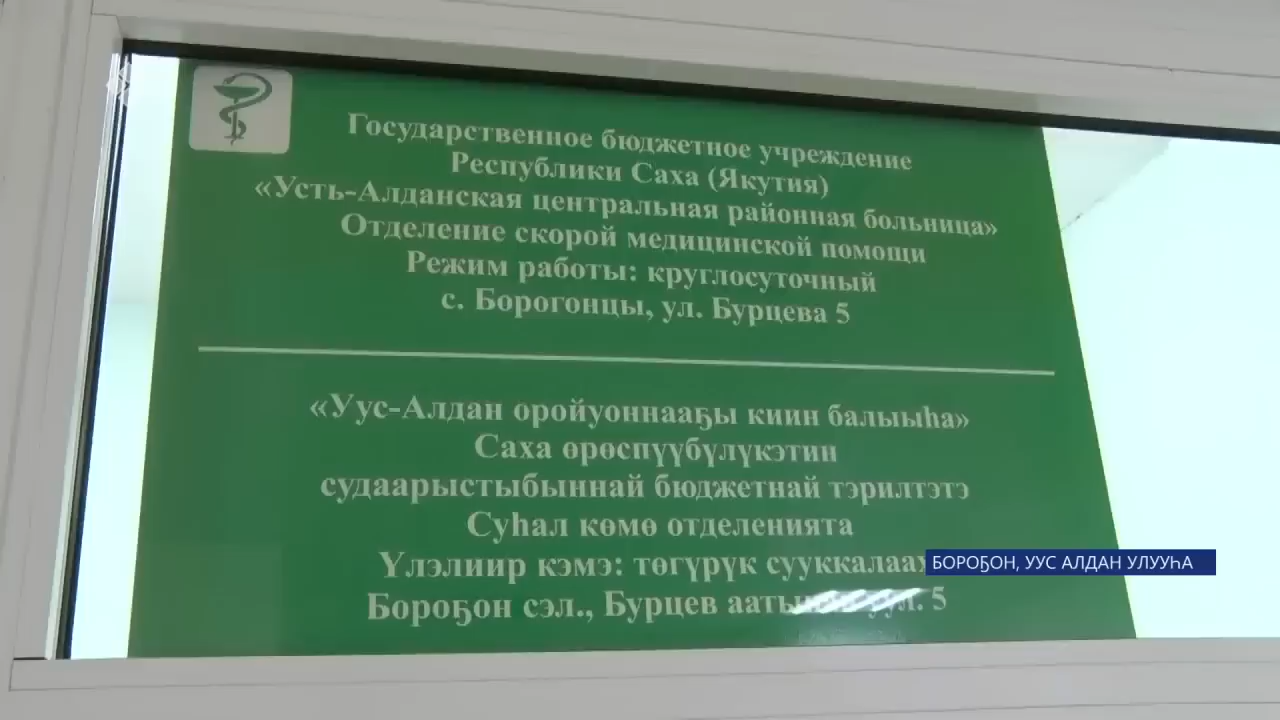 Государственное бюджетное учреждение
Республики Саха (Якутия)
«Усть-Алданская центральная районная больница»
Отделение скорой медицинской помощи
Режим работы: круглосуточный
с. Борогонцы, ул. Бурцева 5
«Уус-Алдан оройуоннааҕы киин балыыһа»
Саха өрөспүүбүлүкэтин
судаарыстыбыннай бюджетнай тэрилтэтэ
Суһал көмө отделенията
Үлэлиир кэмэ: төгүрүк
БОРОҔОН, УУС АЛДАН УЛУУҺА
Бороҕон сэл., Бурцев уул. 5